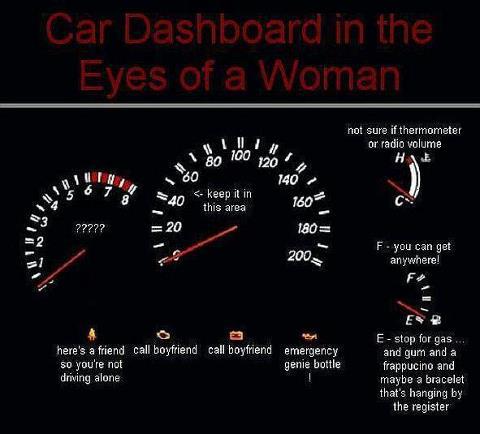 Car Dashboard in the
Eyes of a Woman
not sure if thermometer
or radio volume
H
C
1
2
3
4
5
6
7
8
?????
0
20
40
60
80
100
120
140
160
180
200
<- keep it in
this area
F - you can get
anywhere!
F
E
here's a friend
so you're not
driving alone
call boyfriend
call boyfriend
emergency
genie bottle
!
E - stop for gas ...
and gum and a
frappucino and
maybe a bracelet
that's hanging by
the register